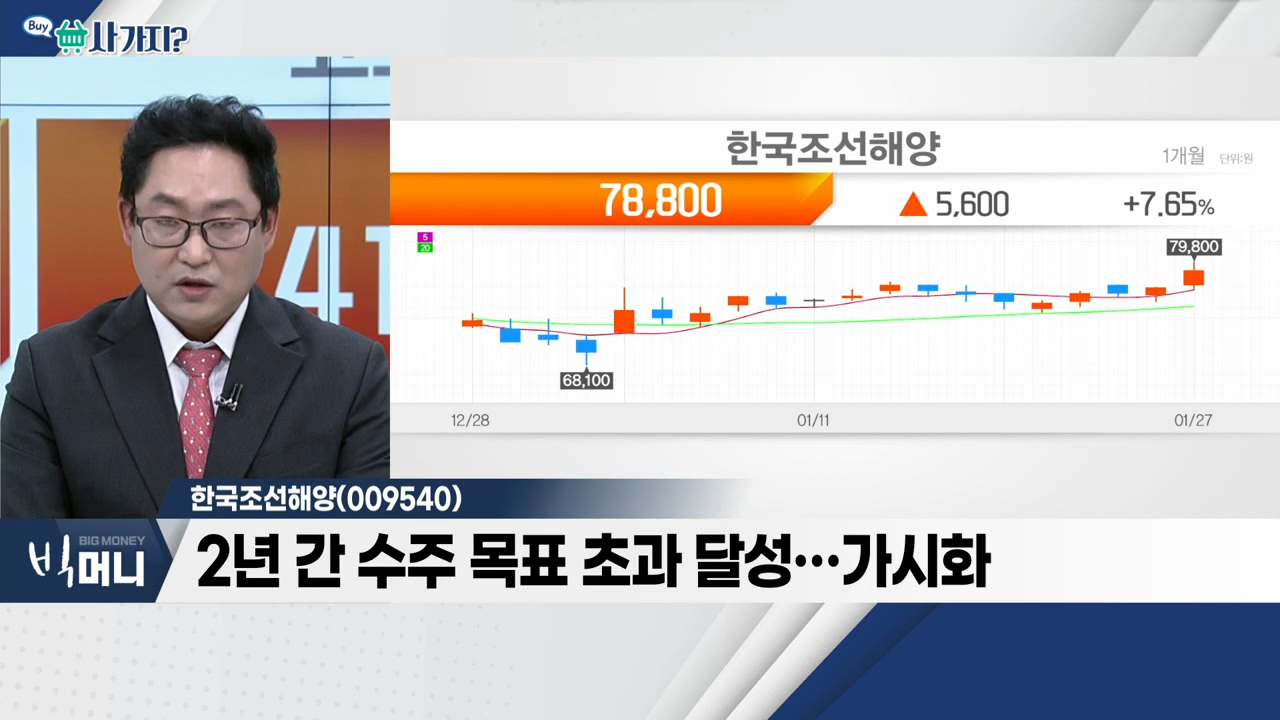 Buy
사가지?
한국조선해양
1개월 단위:원
78,800 ▲ 5,600 +7.65%
5
20
79,800
68,100
12/28 01/11 01/27
41
한국조선해양(009540)
BIG MONEY
빅머니
2년 간 수주 목표 초과 달성…가시화